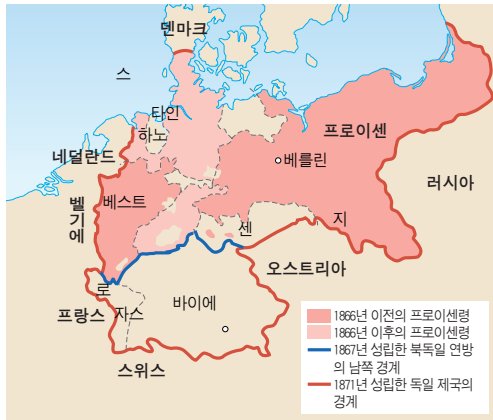 덴마크
스
타인
하노
프로이센
네덜란드
베를린
러시아
벨기에
베스트
센
지
오스트리아
로
바이에
프랑스
자스
스위스
1866년 이전의 프로이센령
1866년 이후의 프로이센령
1867년 성립한 북독일 연방
의 남쪽 경계
1871년 성립한 독일 제국의
경계